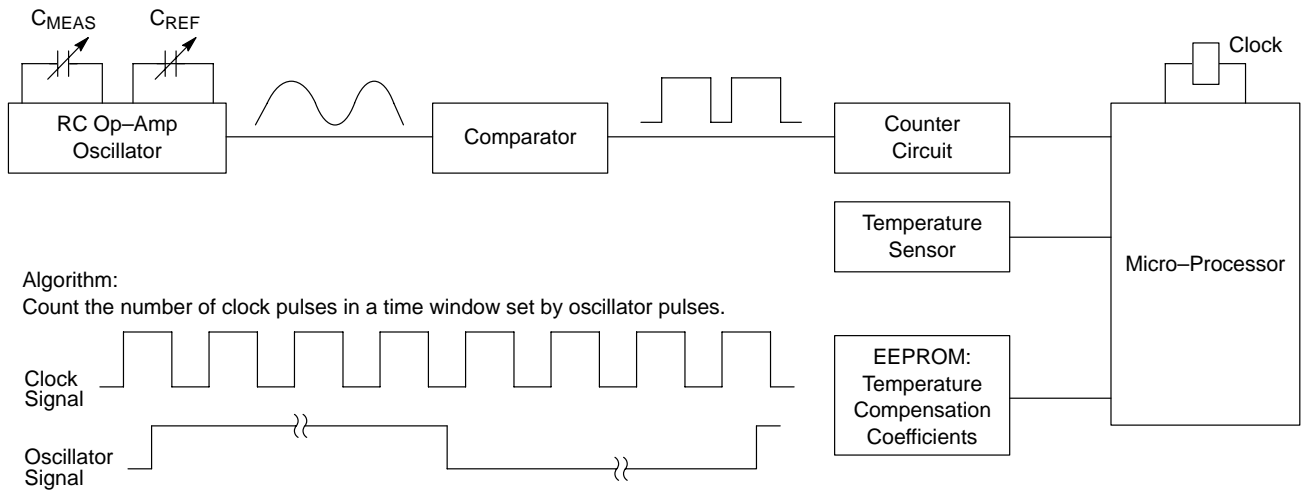 CMEAS
CREF
Clock
RC Op–Amp
Oscillator
Comparator
Counter
Circuit
Temperature
Sensor
Micro–Processor
Algorithm:
Count the number of clock pulses in a time window set by oscillator pulses.
Clock
Signal
Oscillator
Signal
EEPROM:
Temperature
Compensation
Coefficients